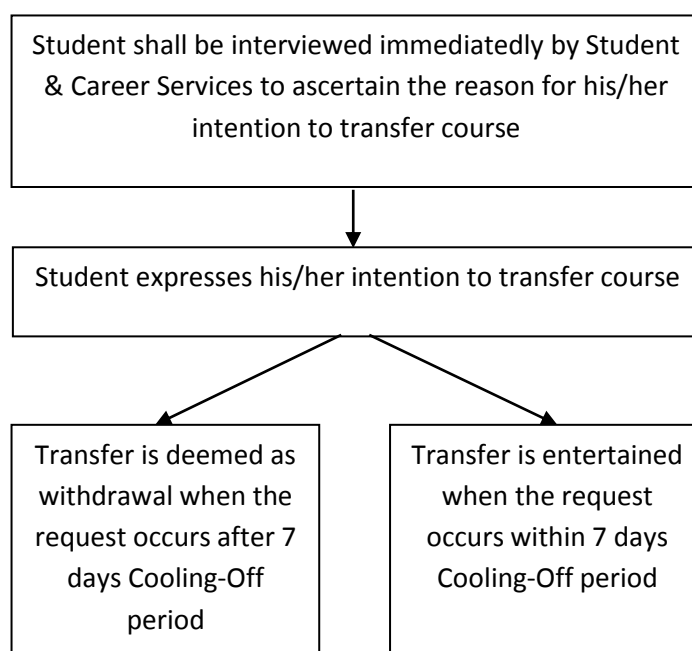 Student shall be interviewed immediatedly by Student
& Career Services to ascertain the reason for his/her
intention to transfer course
Student expresses his/her intention to transfer course
Transfer is deemed as
withdrawal when the
request occurs after 7
days Cooling-Off
period
Transfer is entertained
when the request
occurs within 7 days
Cooling-Off period